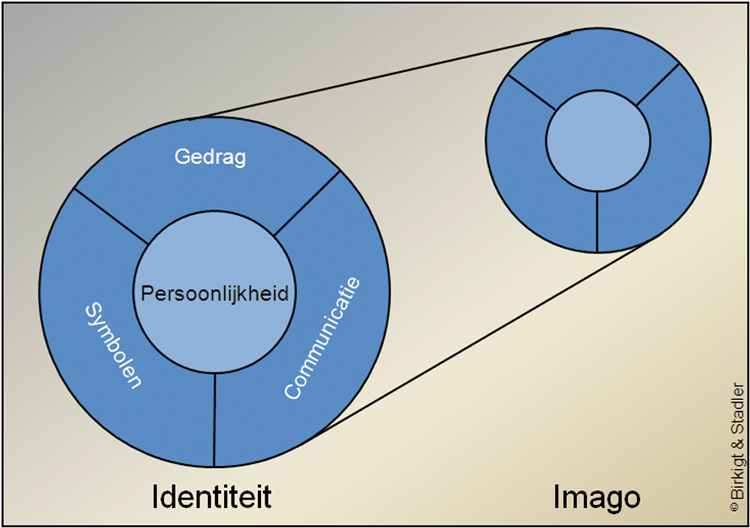 Gedrag
Persoonlijkheid
Symbolen
Communicatie
Identiteit
Imago
© Birkigt & Stadler